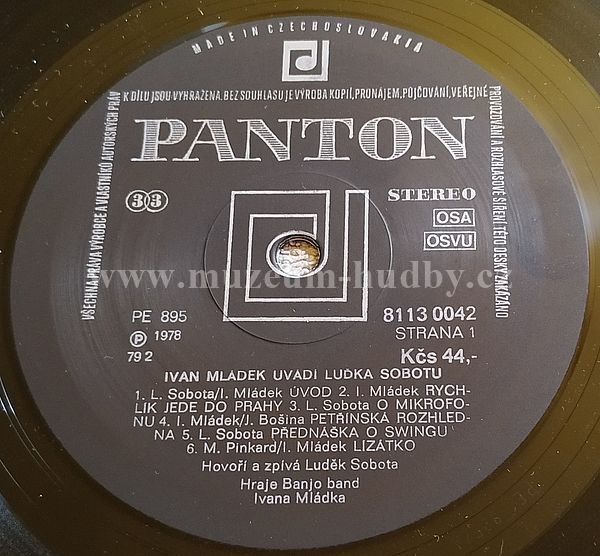 MADE IN CZECHOSLOVAKIA
VŠECHNA PRÁVA VÝROBCE A VLASTNÍKŮ AUTORSKÝCH PRÁV
K DÍLU JSOU VYHRAŽENA. BEZ SOUHLASU JE VÝROBA KOPIÍ, PRONÁJEM, PŮJČOVÁNÍ, VEŘEJNÉ
PROVOZOVÁNÍ A ROZHLASOVÉ ŠÍŘENÍ TÉTO DESKY ZAKÁZÁNO
PANTON
33
STEREO
OSA
OSVU
www.muzeum-hudby.cz
PE 895
8113 0042
Ⓟ 1978
STRANA 1
79 2
Kčs 44,-
IVAN MLÁDEK UVÁDÍ LUĎKA SOBOTU
1. L. Sobota/I. Mládek ÚVOD 2. I. Mládek RYCH-
LÍK JEDE DO PRAHY 3. L. Sobota O MIKROFO-
NU 4. I. Mládek/J. Bošina PETŘÍNSKÁ ROZHLED-
NA 5. L. Sobota PŘEDNÁŠKA O SWINGU
6. M. Pinkard/I. Mládek LÍZÁTKO
Hovoří a zpívá Luděk Sobota
Hraje Banjo band
Ivana Mládka